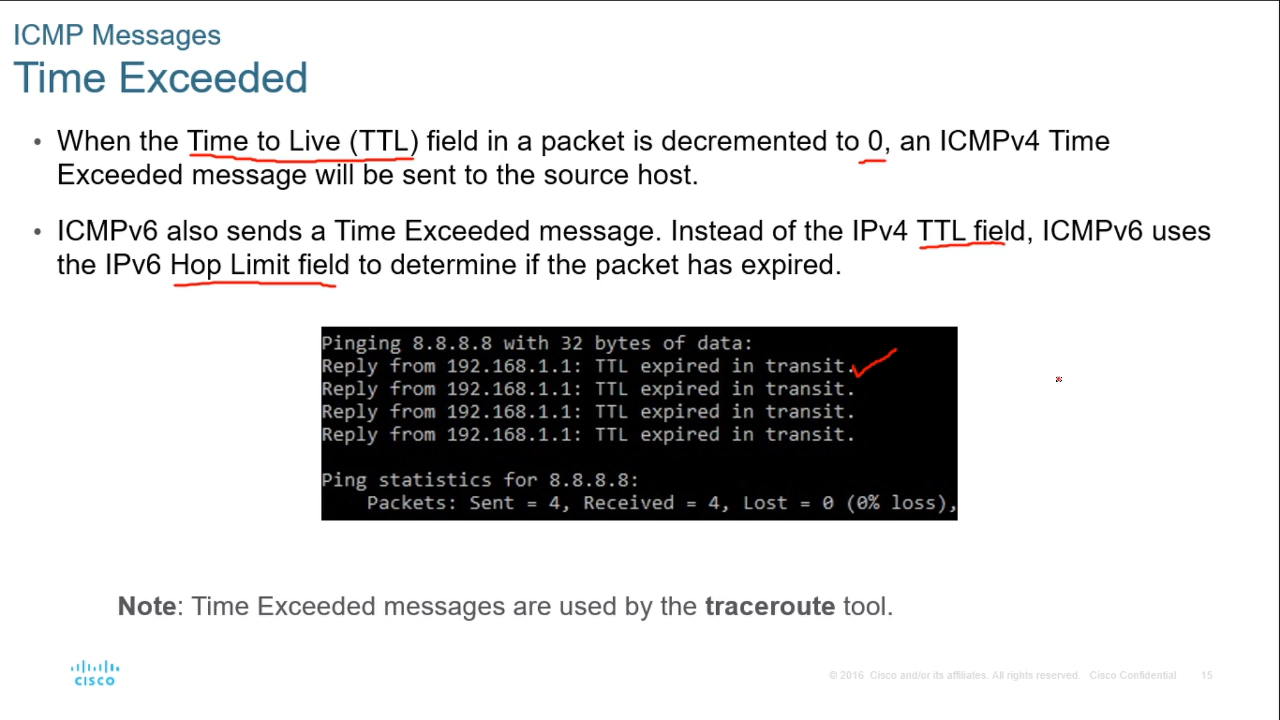 ICMP Messages
Time Exceeded
• When the Time to Live (TTL) field in a packet is decremented to 0, an ICMPv4 Time
Exceeded message will be sent to the source host.
• ICMPv6 also sends a Time Exceeded message. Instead of the IPv4 TTL field, ICMPv6 uses
the IPv6 Hop Limit field to determine if the packet has expired.
Pinging 8.8.8.8 with 32 bytes of data:
Reply from 192.168.1.1: TTL expired in transit.
Reply from 192.168.1.1: TTL expired in transit.
Reply from 192.168.1.1: TTL expired in transit.
Reply from 192.168.1.1: TTL expired in transit.
Ping statistics for 8.8.8.8:
Packets: Sent = 4, Received = 4, Lost = 0 (0% loss),
Note: Time Exceeded messages are used by the traceroute tool.
CISCO
© 2016 Cisco and/or its affiliates. All rights reserved. Cisco Confidential 15